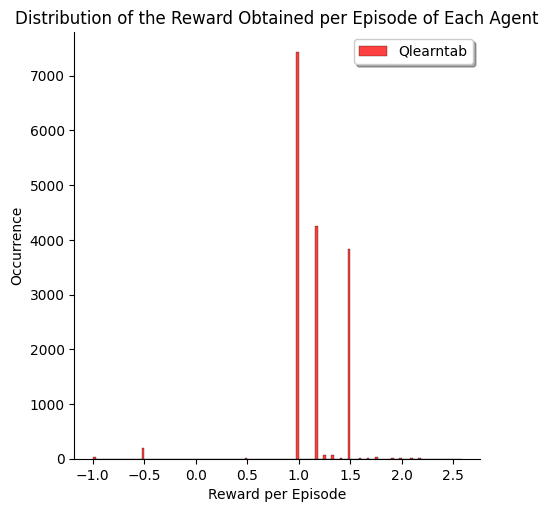 Distribution of the Reward Obtained per Episode of Each Agent
Qlearntab
7000
6000
5000
4000
3000
2000
1000
0
Occurrence
−1.0 −0.5 0.0 0.5 1.0 1.5 2.0 2.5
Reward per Episode